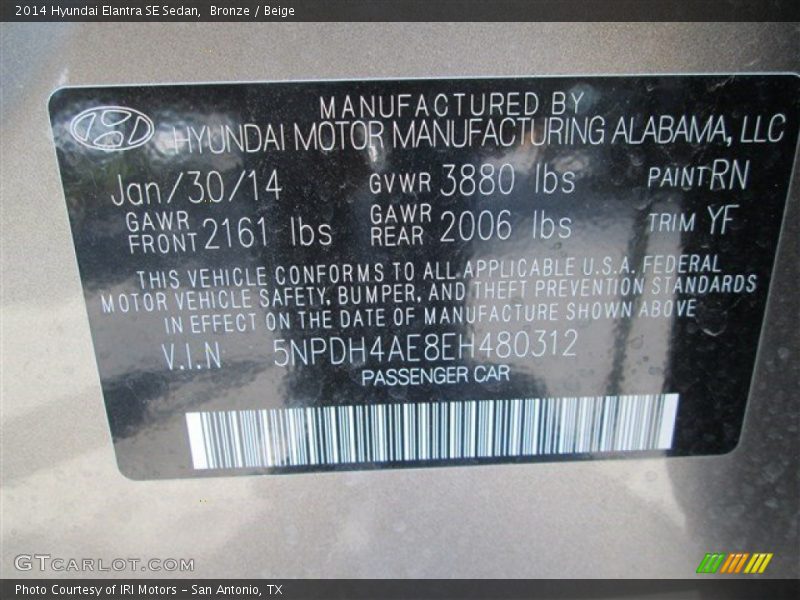 2014 Hyundai Elantra SE Sedan, Bronze / Beige
MANUFACTURED BY
HYUNDAI MOTOR MANUFACTURING ALABAMA, LLC
Jan/30/14 GVWR 3880 lbs PAINT RN
GAWR FRONT 2161 lbs GAWR REAR 2006 lbs TRIM YF
THIS VEHICLE CONFORMS TO ALL APPLICABLE U.S.A. FEDERAL
MOTOR VEHICLE SAFETY, BUMPER, AND THEFT PREVENTION STANDARDS
IN EFFECT ON THE DATE OF MANUFACTURE SHOWN ABOVE
V.I.N 5NPDH4AE8EH480312
PASSENGER CAR
GTCARLOT.COM
Photo Courtesy of IRI Motors - San Antonio, TX